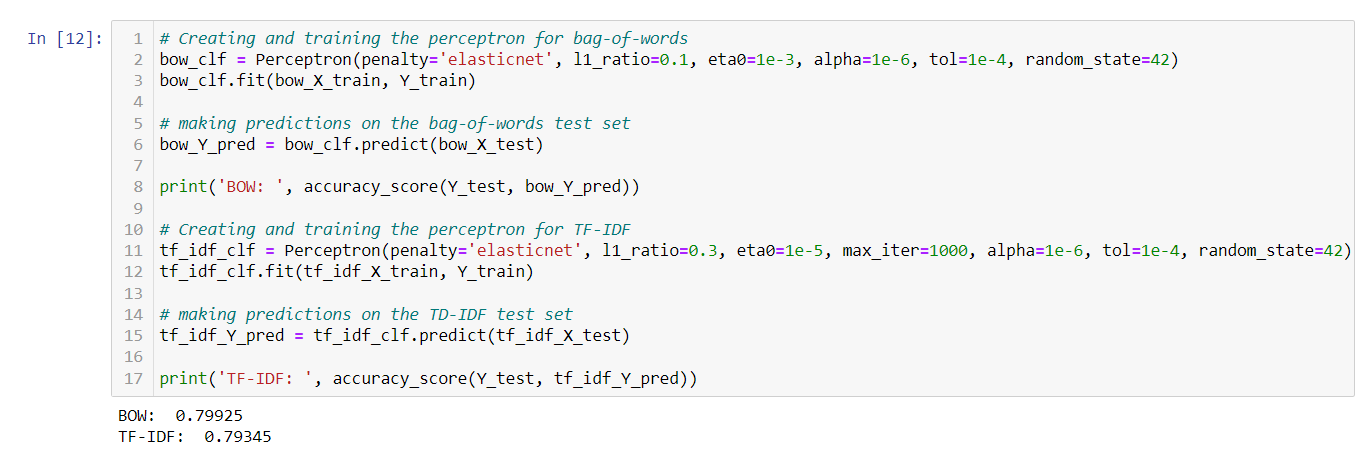 In [12]:
1 # Creating and training the perceptron for bag-of-words
2 bow_clf = Perceptron(penalty='elasticnet', l1_ratio=0.1, eta0=1e-3, alpha=1e-6, tol=1e-4, random_state=42)
3 bow_clf.fit(bow_X_train, Y_train)
4
5 # making predictions on the bag-of-words test set
6 bow_Y_pred = bow_clf.predict(bow_X_test)
7
8 print('BOW: ', accuracy_score(Y_test, bow_Y_pred))
9
10 # Creating and training the perceptron for TF-IDF
11 tf_idf_clf = Perceptron(penalty='elasticnet', l1_ratio=0.3, eta0=1e-5, max_iter=1000, alpha=1e-6, tol=1e-4, random_state=42)
12 tf_idf_clf.fit(tf_idf_X_train, Y_train)
13
14 # making predictions on the TD-IDF test set
15 tf_idf_Y_pred = tf_idf_clf.predict(tf_idf_X_test)
16
17 print('TF-IDF: ', accuracy_score(Y_test, tf_idf_Y_pred))
BOW:  0.79925
TF-IDF:  0.79345